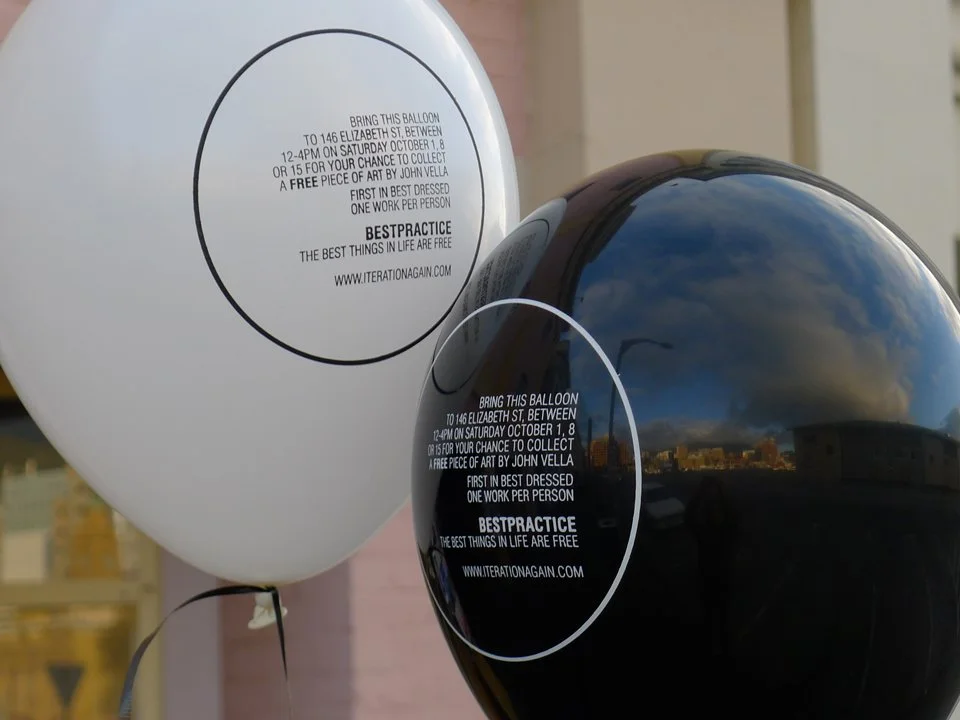 BRING THIS BALLOON
TO 146 ELIZABETH ST, BETWEEN
12-4PM ON SATURDAY OCTOBER 1, 8
OR 15 FOR YOUR CHANCE TO COLLECT
A FREE PIECE OF ART BY JOHN VELLA
FIRST IN BEST DRESSED
ONE WORK PER PERSON
BESTPRACTICE
THE BEST THINGS IN LIFE ARE FREE
WWW.ITERATIONAGAIN.COM
BRING THIS BALLOON
TO 146 ELIZABETH ST, BETWEEN
12-4PM ON SATURDAY OCTOBER 1, 8
OR 15 FOR YOUR CHANCE TO COLLECT
A FREE PIECE OF ART BY JOHN VELLA
FIRST IN BEST DRESSED
ONE WORK PER PERSON
BESTPRACTICE
THE BEST THINGS IN LIFE ARE FREE
WWW.ITERATIONAGAIN.COM